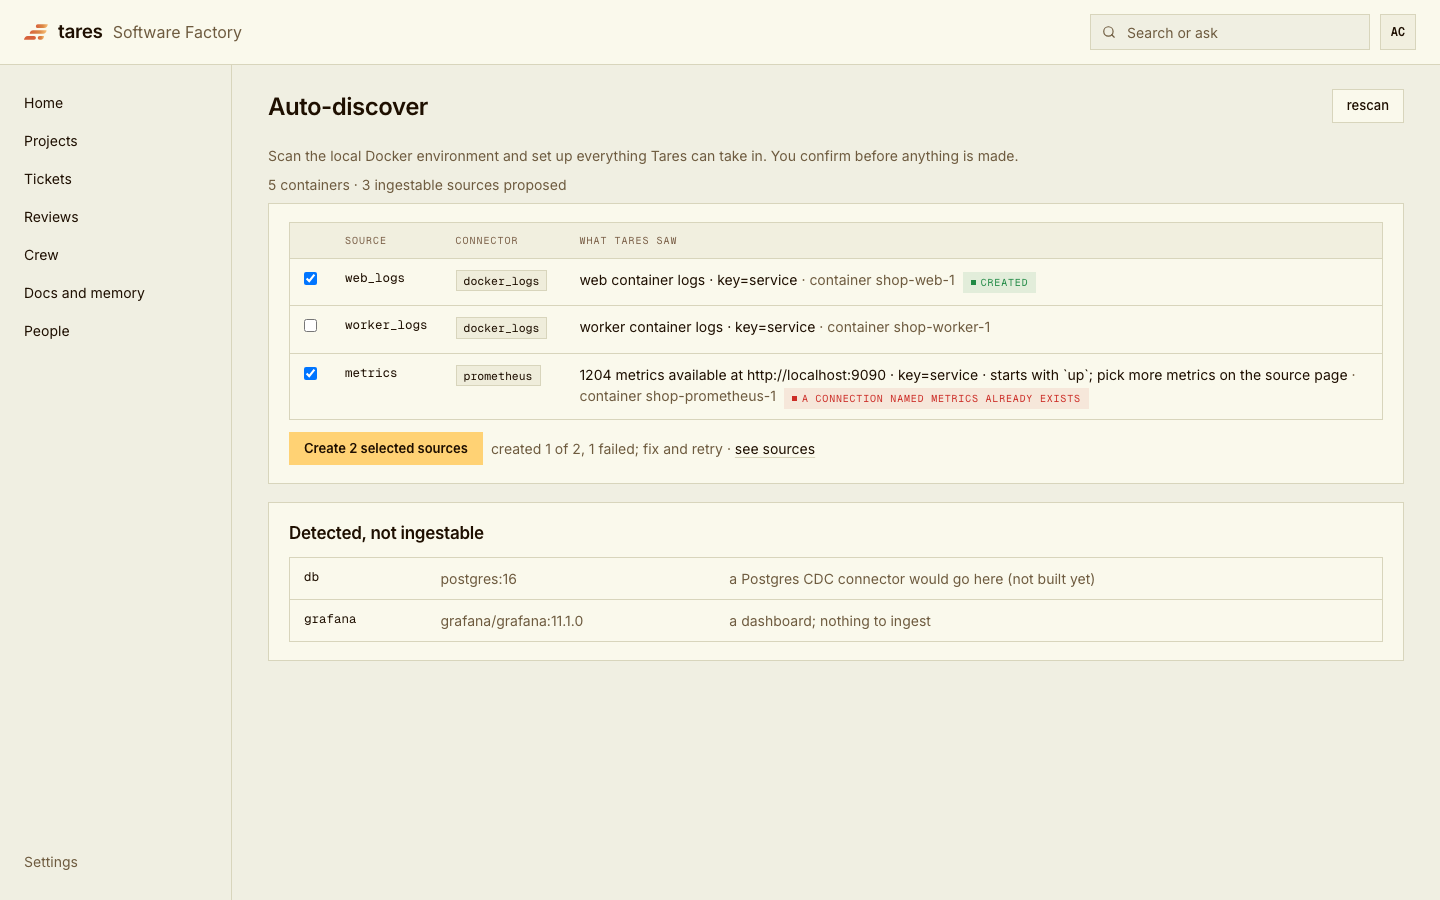 tares Software Factory
Search or ask
AC
Home
Projects
Tickets
Reviews
Crew
Docs and memory
People
Settings
Auto-discover
rescan
Scan the local Docker environment and set up everything Tares can take in. You confirm before anything is made.
5 containers · 3 ingestable sources proposed
SOURCE CONNECTOR WHAT TARES SAW
web_logs docker_logs web container logs · key=service · container shop-web-1 CREATED
worker_logs docker_logs worker container logs · key=service · container shop-worker-1
metrics prometheus 1204 metrics available at http://localhost:9090 · key=service · starts with `up`; pick more metrics on the source page ·
container shop-prometheus-1 A CONNECTION NAMED METRICS ALREADY EXISTS
Create 2 selected sources created 1 of 2, 1 failed; fix and retry · see sources
Detected, not ingestable
db postgres:16 a Postgres CDC connector would go here (not built yet)
grafana grafana/grafana:11.1.0 a dashboard; nothing to ingest